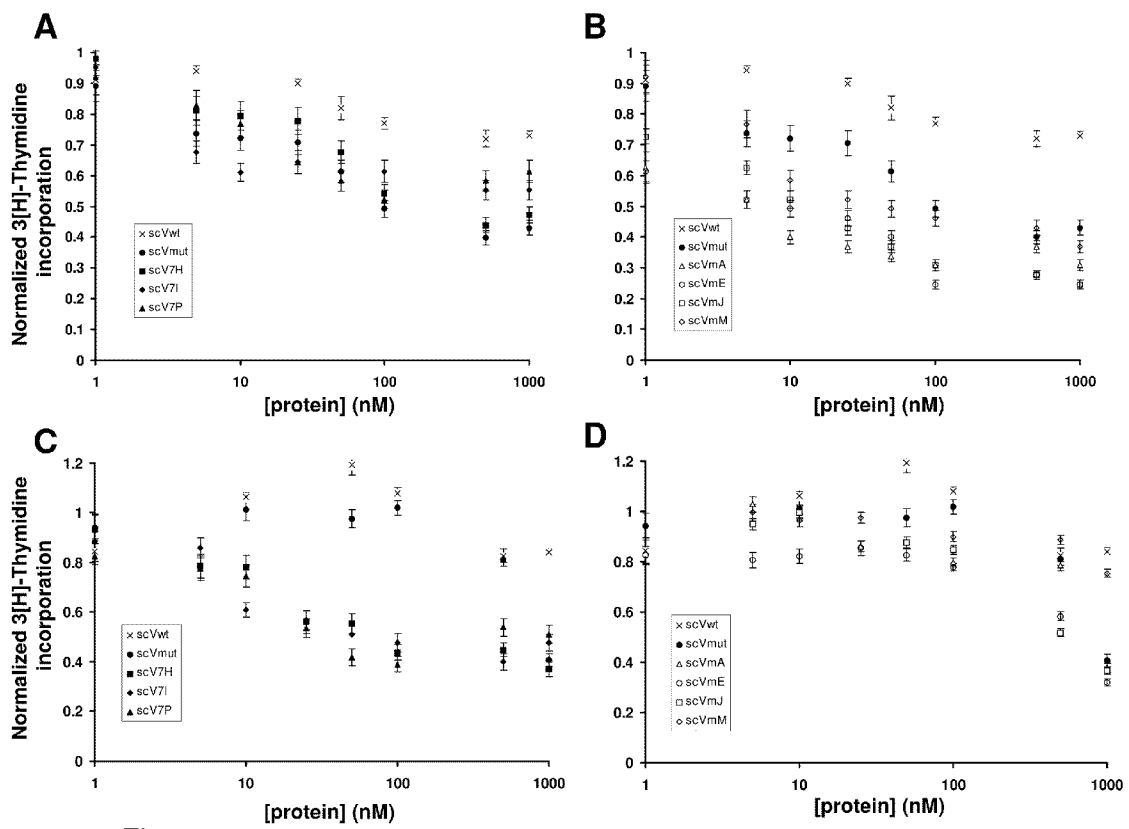 A
Normalized 3[H]-Thymidine
incorporation
1
0.9
0.8
0.7
0.6
0.5
0.4
0.3
0.2
0.1
0
scVwt
scVmut
scV7H
scV7I
scV7P
1
10
100
1000
[protein] (nM)
B
1
0.9
0.8
0.7
0.6
0.5
0.4
0.3
0.2
0.1
0
scVwt
scVmut
scVmA
scVmE
scVmJ
scVmM
1
10
100
1000
[protein] (nM)
C
Normalized 3[H]-Thymidine
incorporation
1.2
1
0.8
0.6
0.4
0.2
0
scVwt
scVmut
scV7H
scV7I
scV7P
1
10
100
1000
[protein] (nM)
D
1.2
1
0.8
0.6
0.4
0.2
0
scVwt
scVmut
scVmA
scVmE
scVmJ
scVmM
1
10
100
1000
[protein] (nM)